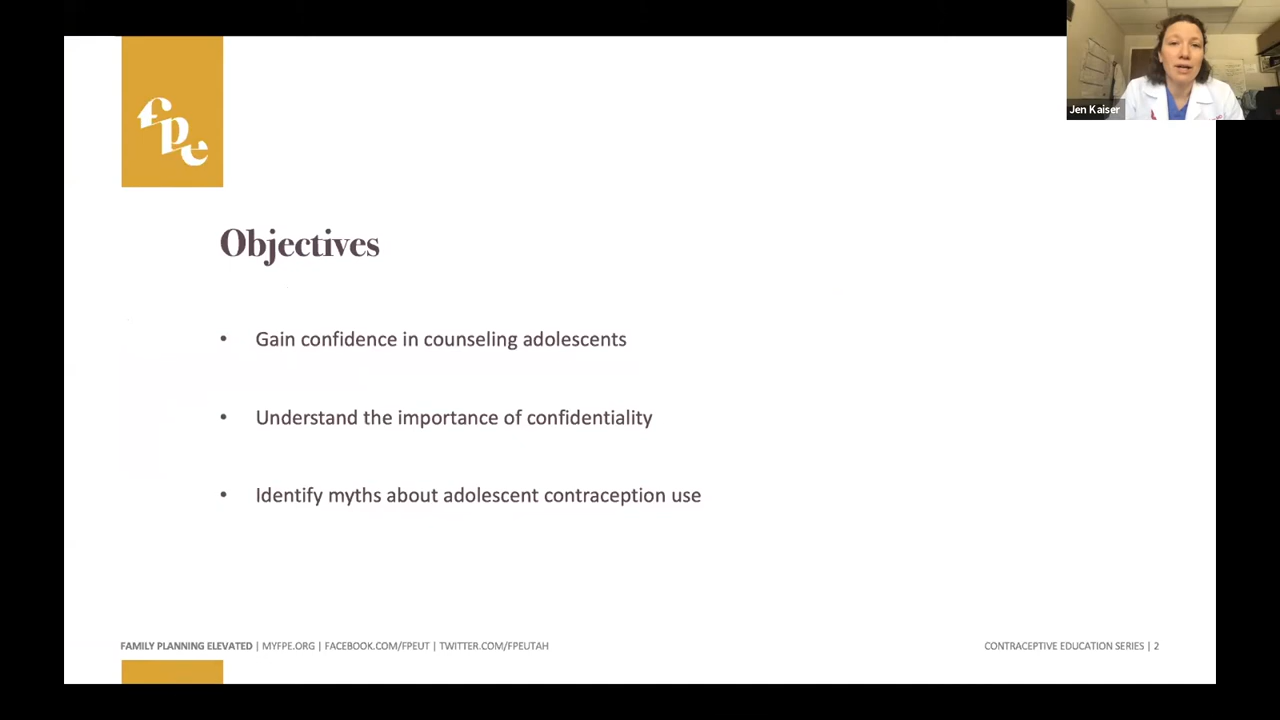 fpe
Jen Kaiser
Objectives
• Gain confidence in counseling adolescents
• Understand the importance of confidentiality
• Identify myths about adolescent contraception use
FAMILY PLANNING ELEVATED | MYFPE.ORG | FACEBOOK.COM/FPEUT | TWITTER.COM/FPEUTAH
CONTRACEPTIVE EDUCATION SERIES | 2